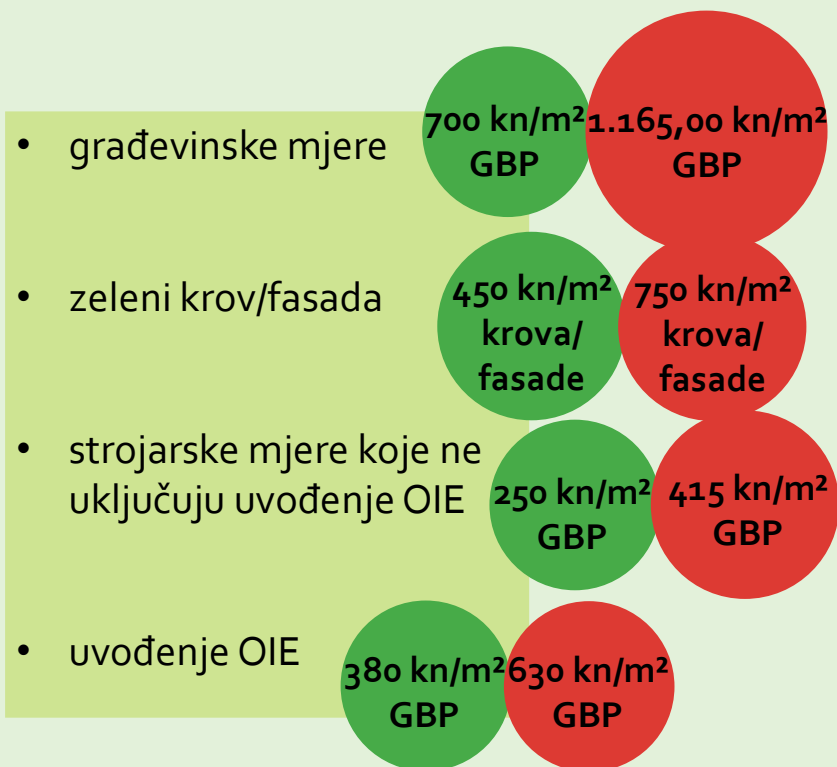 • građevinske mjere
700 kn/m²
GBP
1.165,00 kn/m²
GBP
• zeleni krov/fasada
450 kn/m²
krova/
fasade
750 kn/m²
krova/
fasade
• strojarske mjere koje ne
uključuju uvođenje OIE
250 kn/m²
GBP
415 kn/m²
GBP
• uvođenje OIE
380 kn/m²
GBP
630 kn/m²
GBP